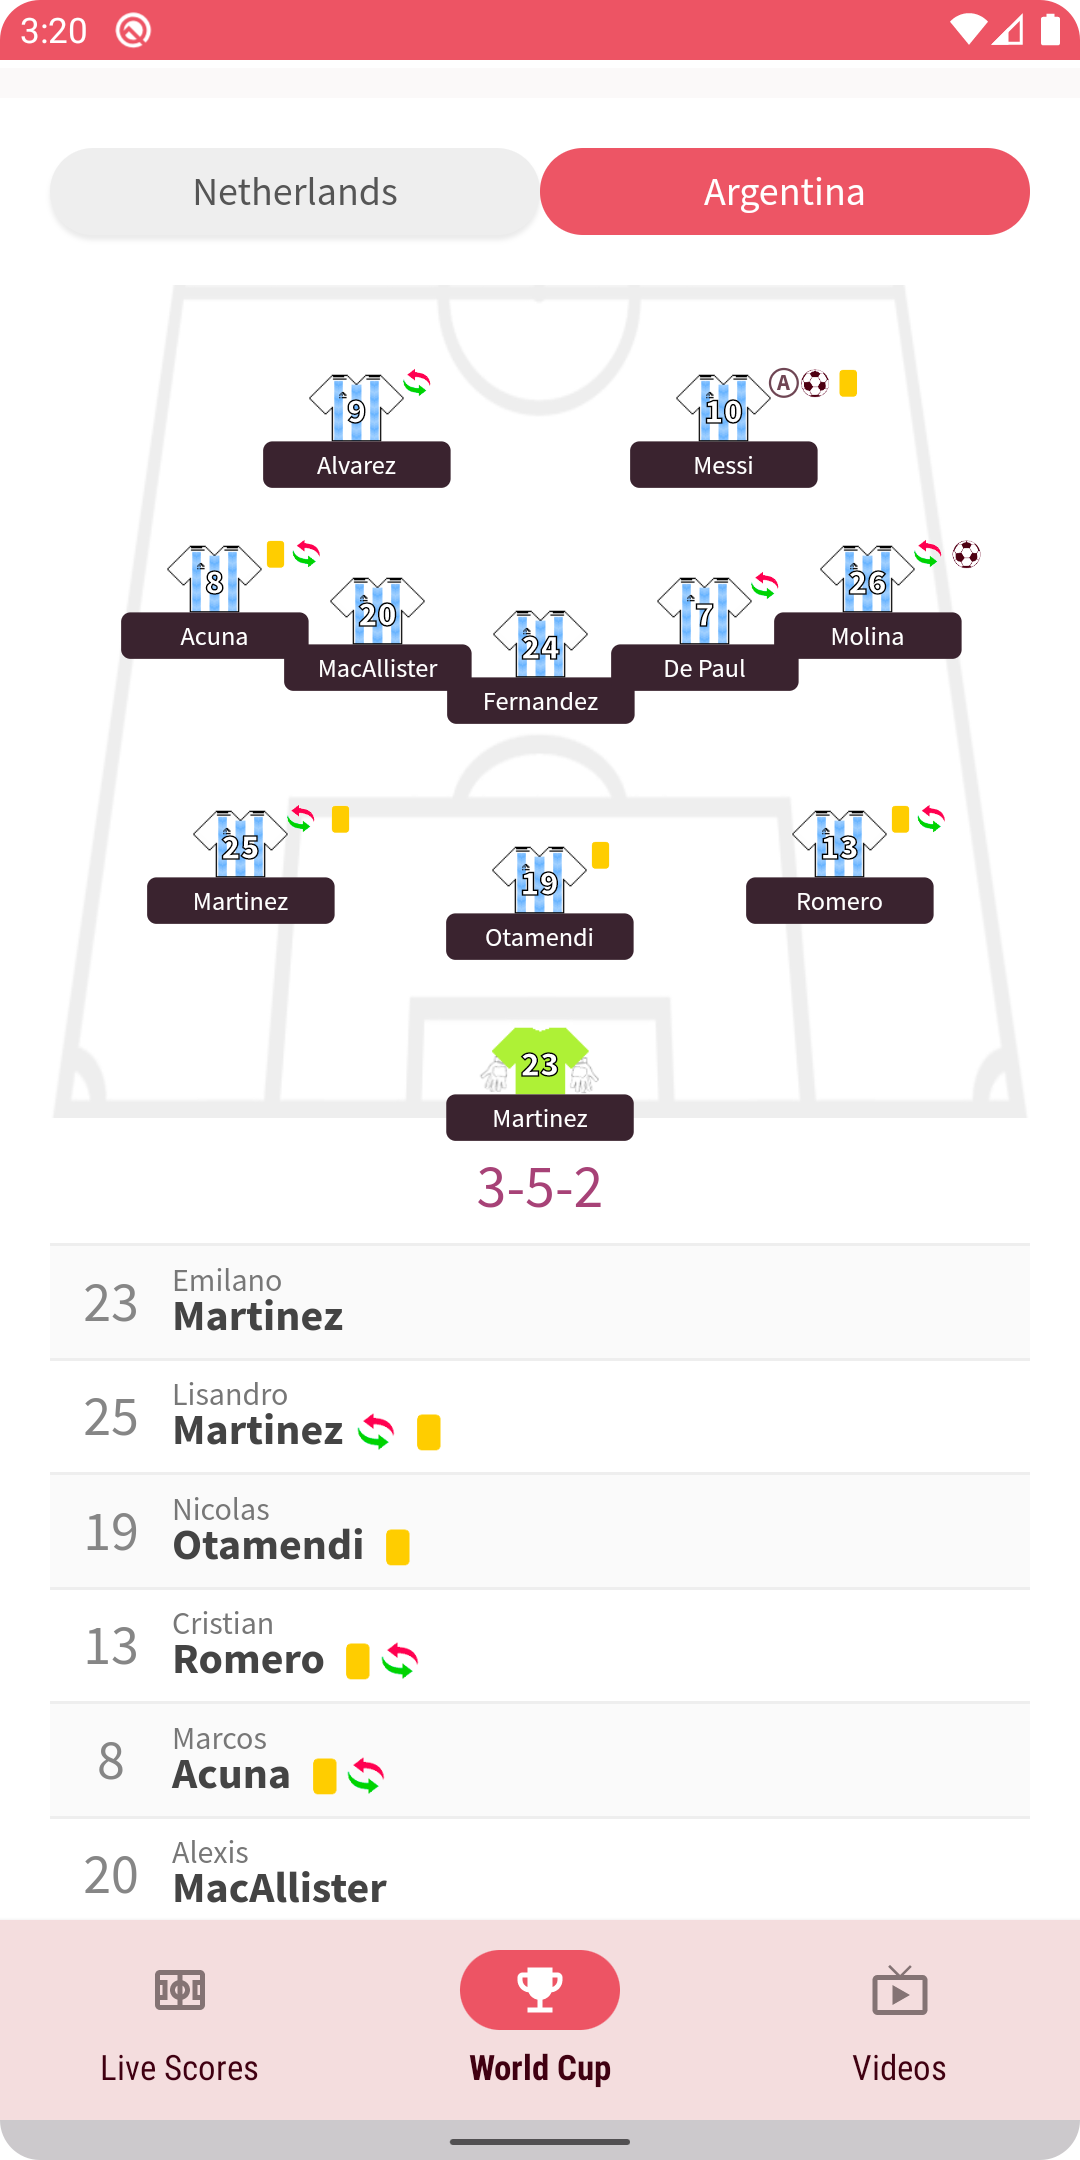 3:20
Netherlands
Argentina
9
Alvarez
10
A
Messi
8
Acuna
20
MacAllister
24
Fernandez
7
De Paul
26
Molina
25
Martinez
19
Otamendi
13
Romero
23
Martinez
3-5-2
23
Emilano
Martinez
25
Lisandro
Martinez
19
Nicolas
Otamendi
13
Cristian
Romero
8
Marcos
Acuna
20
Alexis
MacAllister
Live Scores
World Cup
Videos